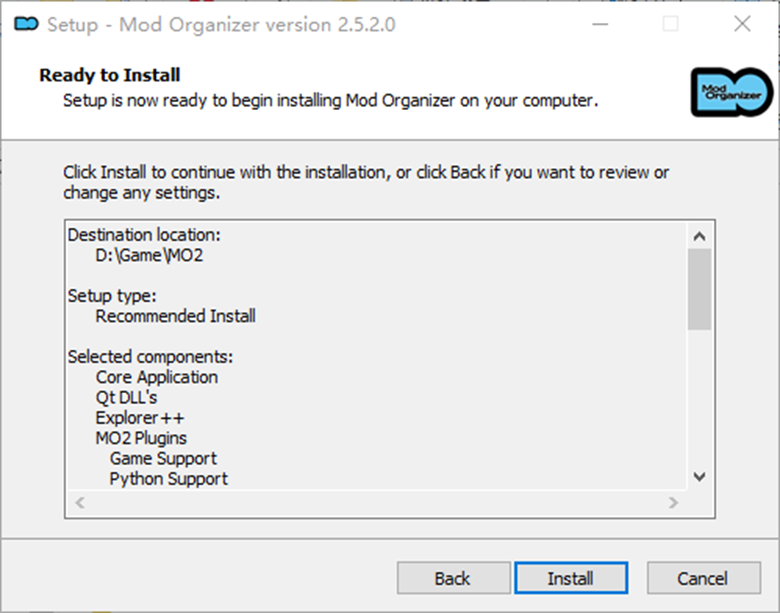 Setup - Mod Organizer version 2.5.2.0
Ready to Install
Setup is now ready to begin installing Mod Organizer on your computer.
Mod
Organizer
Click Install to continue with the installation, or click Back if you want to review or
change any settings.
Destination location:
D:\Game\MO2
Setup type:
Recommended Install
Selected components:
Core Application
Qt DLL's
Explorer++
MO2 Plugins
Game Support
Python Support
Back
Install
Cancel